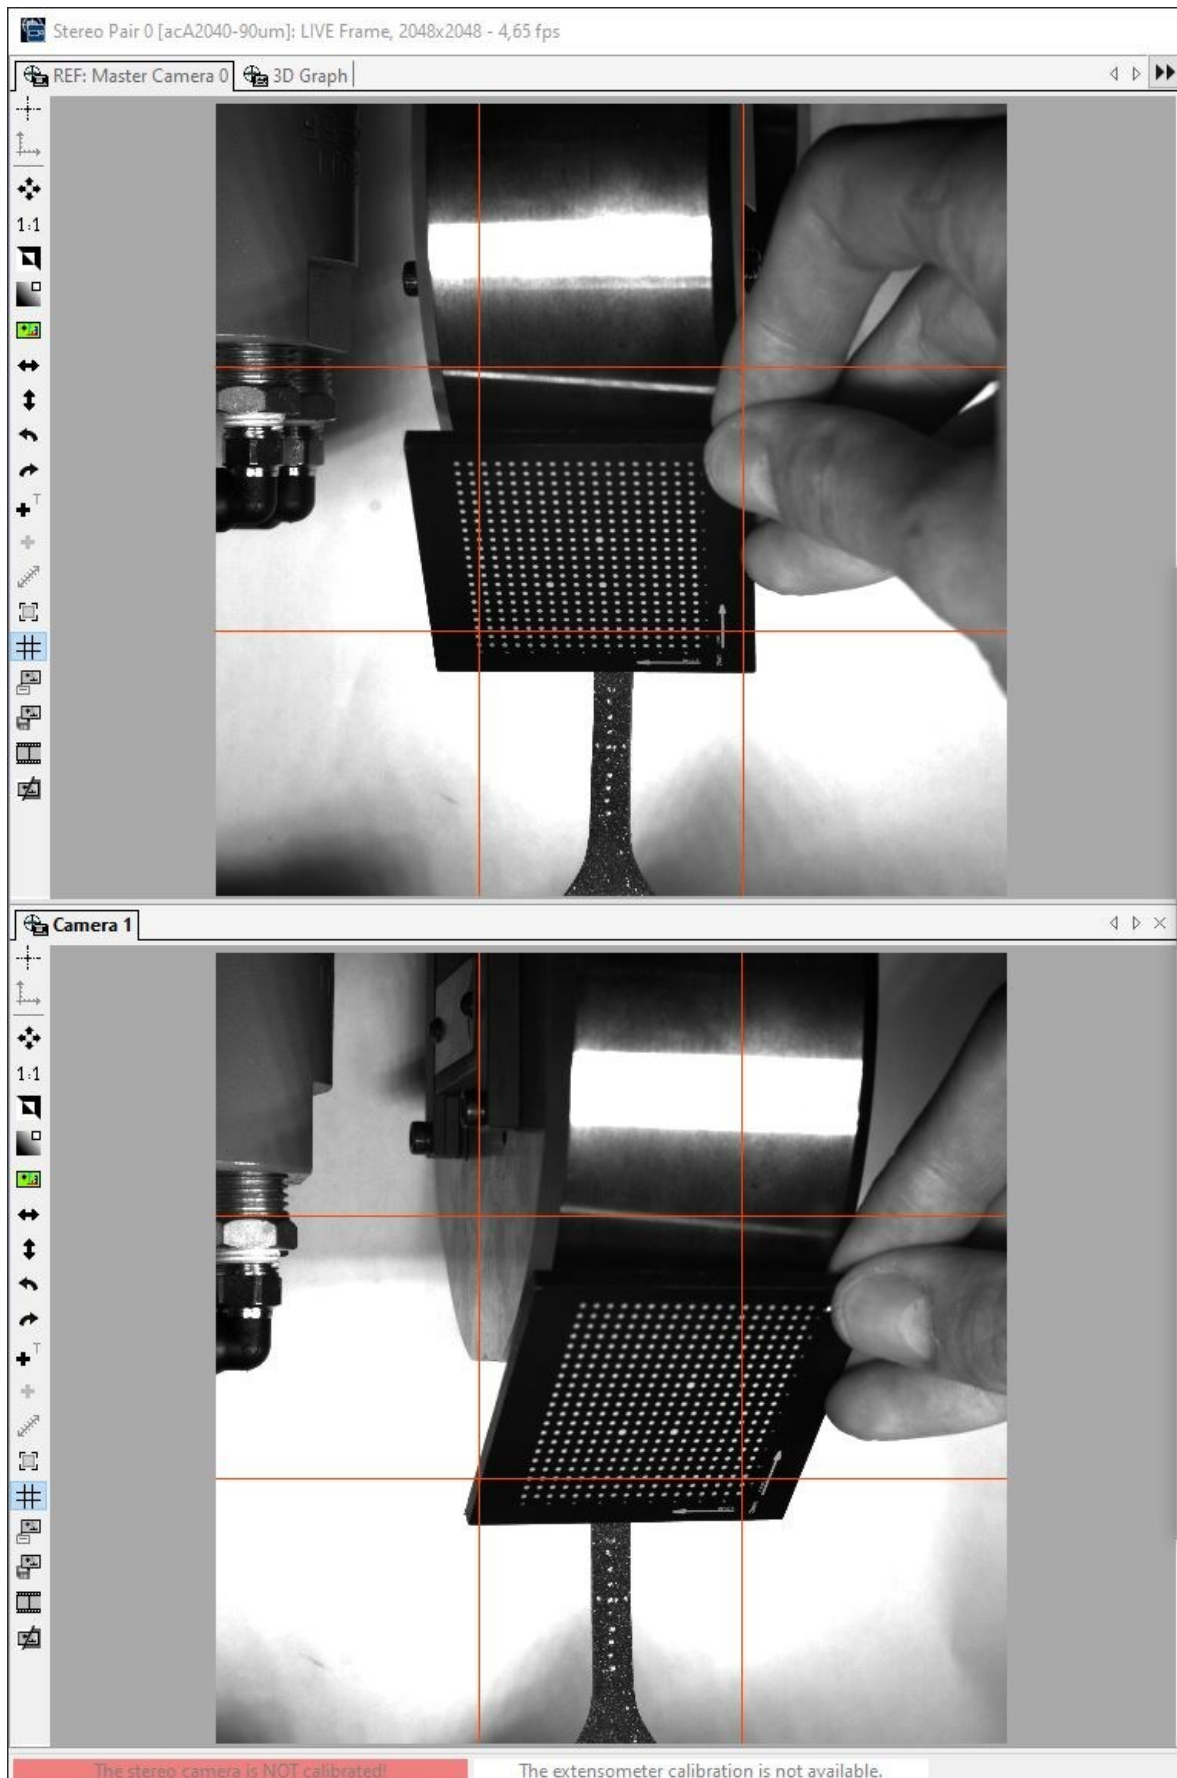 Stereo Pair 0 [acA2040-90um]: LIVE Frame, 2048x2048 - 4,65 fps
REF: Master Camera 0 3D Graph
1:1
T
Camera 1
1:1
T
The stereo camera is NOT calibrated! The extensometer calibration is not available.